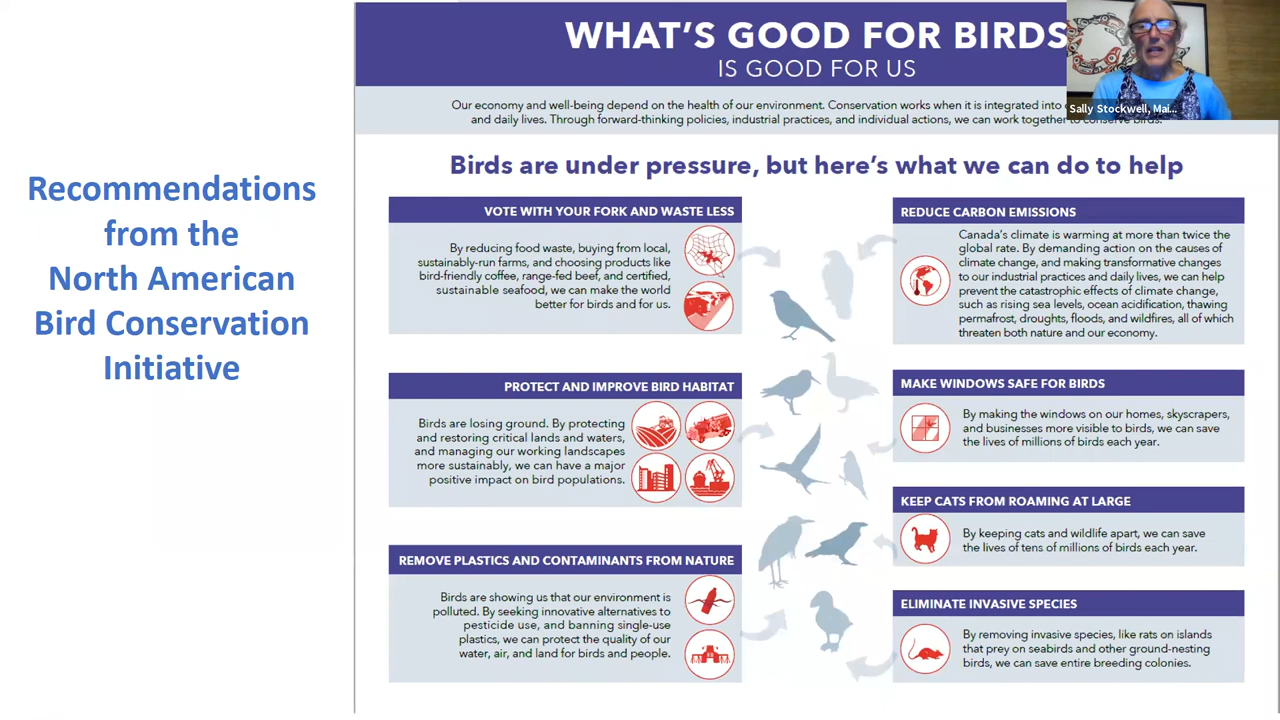 Recommendations
from the
North American
Bird Conservation
Initiative
WHAT'S GOOD FOR BIRDS
IS GOOD FOR US
Sally Stockwell, Mai...
Our economy and well-being depend on the health of our environment. Conservation works when it is integrated into
and daily lives. Through forward-thinking policies, industrial practices, and individual actions, we can work together to conserve birds.
Birds are under pressure, but here's what we can do to help
VOTE WITH YOUR FORK AND WASTE LESS
By reducing food waste, buying from local,
sustainably-run farms, and choosing products like
bird-friendly coffee, range-fed beef, and certified,
sustainable seafood, we can make the world
better for birds and for us.
PROTECT AND IMPROVE BIRD HABITAT
Birds are losing ground. By protecting
and restoring critical lands and waters,
and managing our working landscapes
more sustainably, we can have a major
positive impact on bird populations.
REMOVE PLASTICS AND CONTAMINANTS FROM NATURE
Birds are showing us that our environment is
polluted. By seeking innovative alternatives to
pesticide use, and banning single-use
plastics, we can protect the quality of our
water, air, and land for birds and people.
REDUCE CARBON EMISSIONS
Canada's climate is warming at more than twice the
global rate. By demanding action on the causes of
climate change, and making transformative changes
to our industrial practices and daily lives, we can help
prevent the catastrophic effects of climate change,
such as rising sea levels, ocean acidification, thawing
permafrost, droughts, floods, and wildfires, all of which
threaten both nature and our economy.
MAKE WINDOWS SAFE FOR BIRDS
By making the windows on our homes, skyscrapers,
and businesses more visible to birds, we can save
the lives of millions of birds each year.
KEEP CATS FROM ROAMING AT LARGE
By keeping cats and wildlife apart, we can save
the lives of tens of millions of birds each year.
ELIMINATE INVASIVE SPECIES
By removing invasive species, like rats on islands
that prey on seabirds and other ground-nesting
birds, we can save entire breeding colonies.